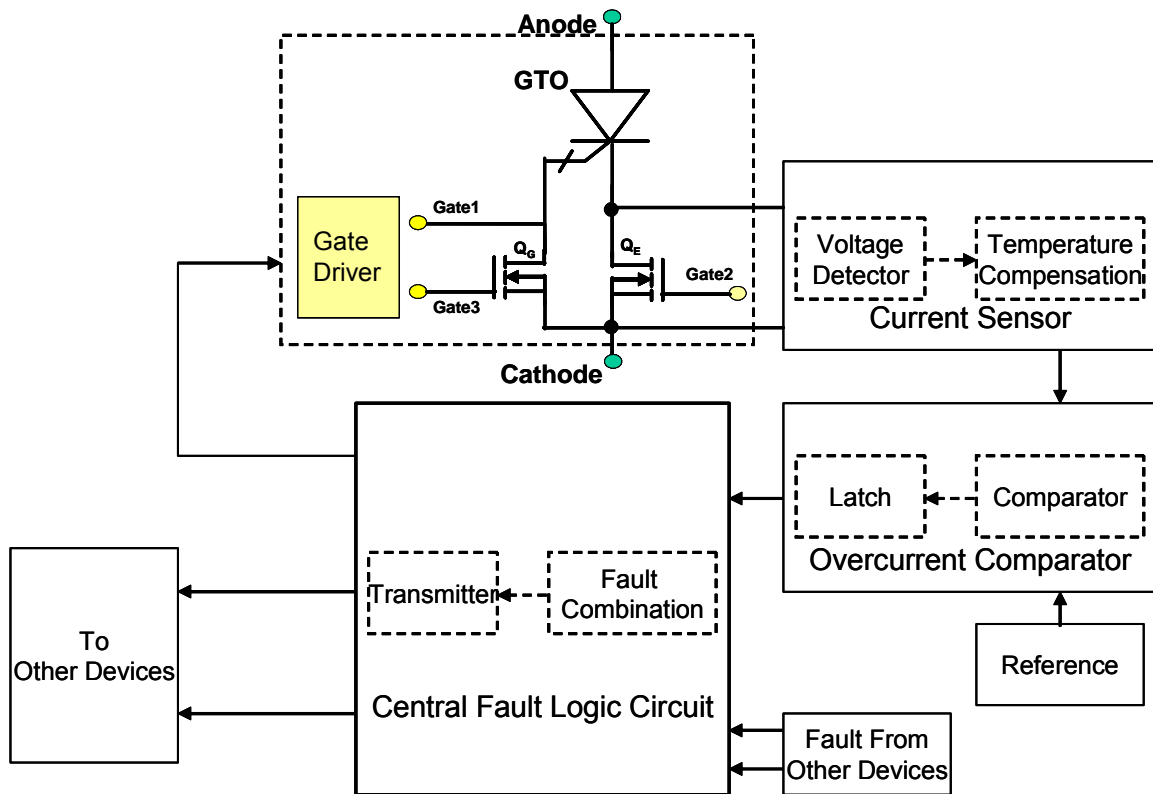 Anode
GTO
Gate1
Gate
Driver
QG
QE
Gate2
Gate3
Cathode
Voltage
Detector
Temperature
Compensation
Current Sensor
Latch
Comparator
Overcurrent Comparator
Transmitter
Fault
Combination
To
Other Devices
Reference
Central Fault Logic Circuit
Fault From
Other Devices